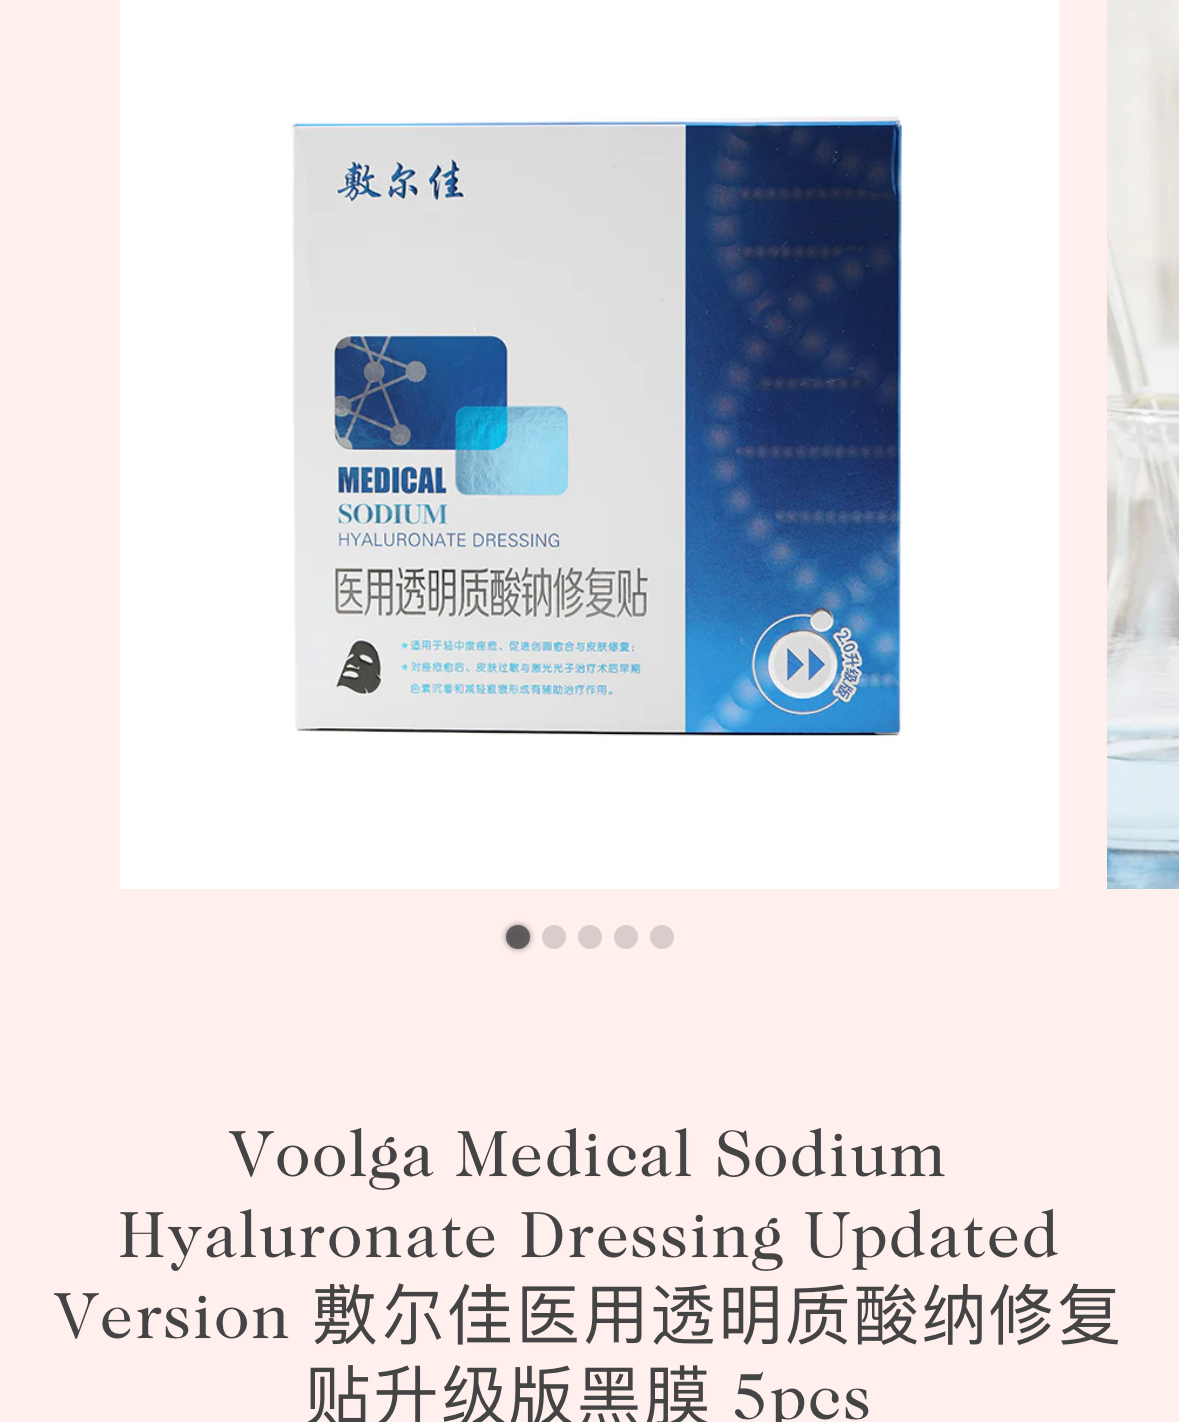 敷尔佳
MEDICAL
SODIUM
HYALURONATE DRESSING
医用透明质酸钠修复贴
★适用于轻中度痤疮、促进创面愈合与皮肤修复;
★对痤疮愈后、皮肤过敏与激光光子治疗术后早期
色素沉着和减轻瘢痕形成有辅助治疗作用。
2.0升级版
Voolga Medical Sodium
Hyaluronate Dressing Updated
Version 敷尔佳医用透明质酸纳修复
贴升级版黑膜 5pcs